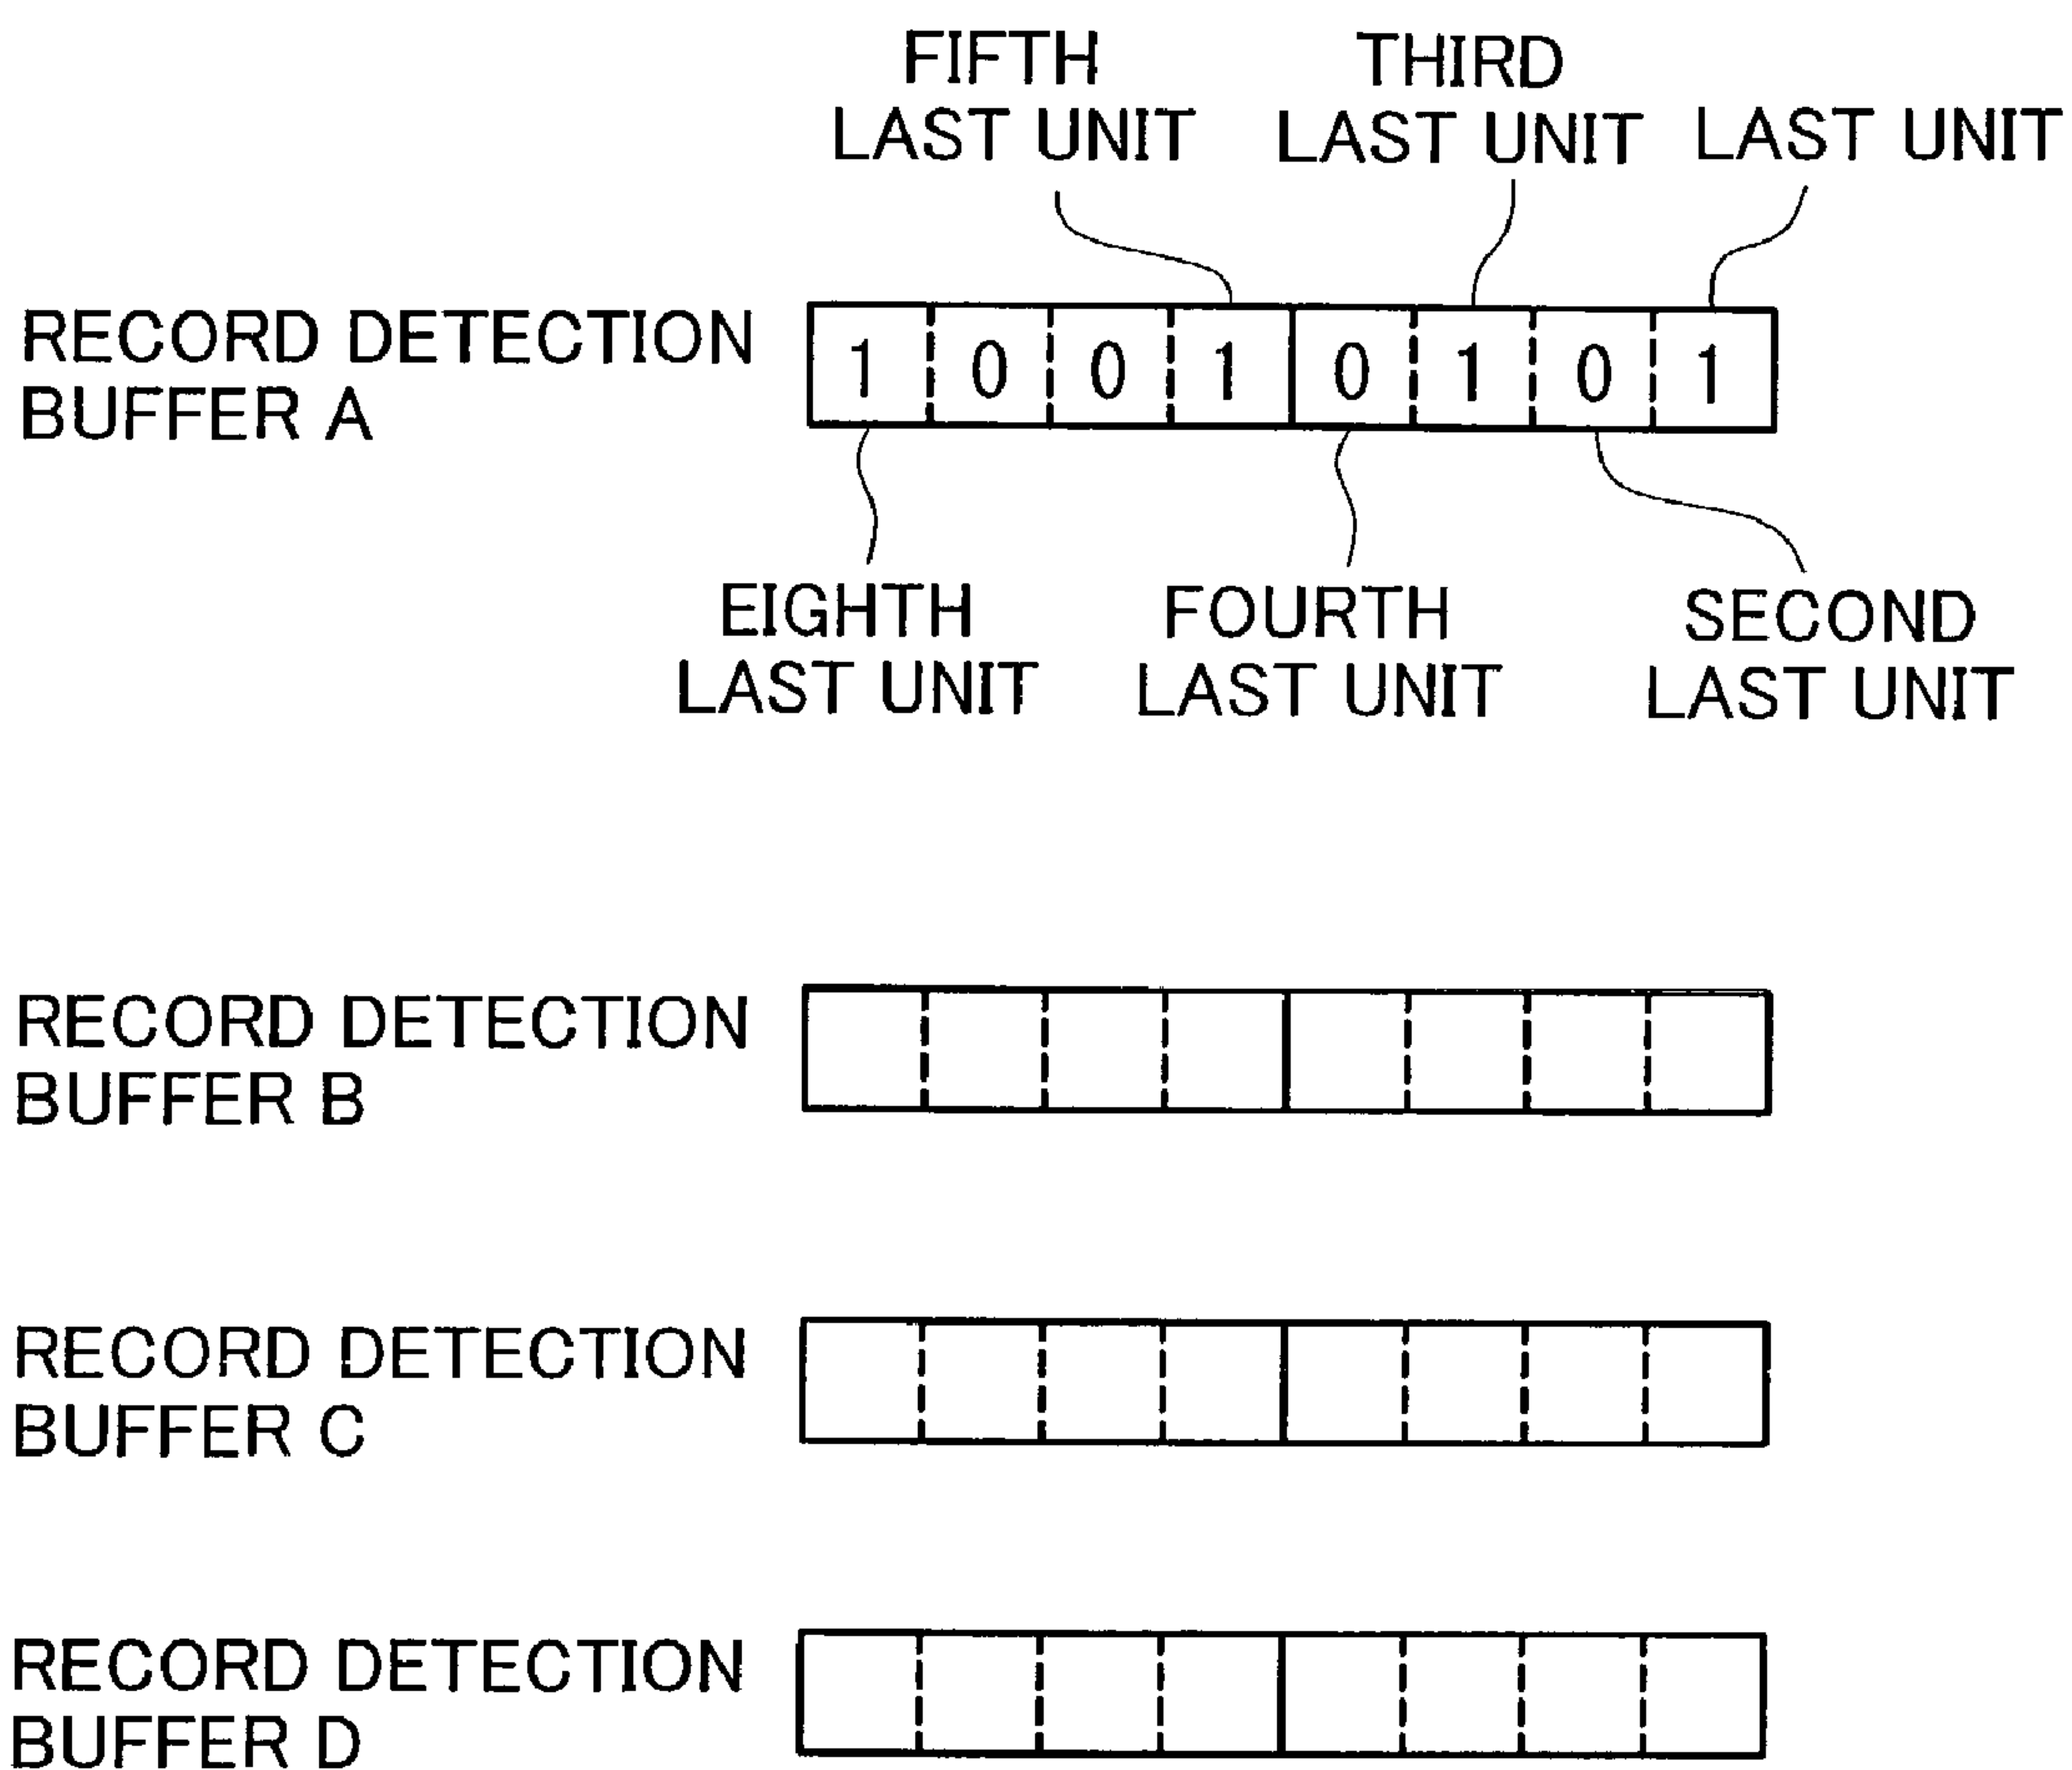 FIFTH
LAST UNIT
THIRD
LAST UNIT
LAST UNIT
RECORD DETECTION
BUFFER A
1 0 0 1 0 1 0 1
EIGHTH
LAST UNIT
FOURTH
LAST UNIT
SECOND
LAST UNIT
RECORD DETECTION
BUFFER B
RECORD DETECTION
BUFFER C
RECORD DETECTION
BUFFER D